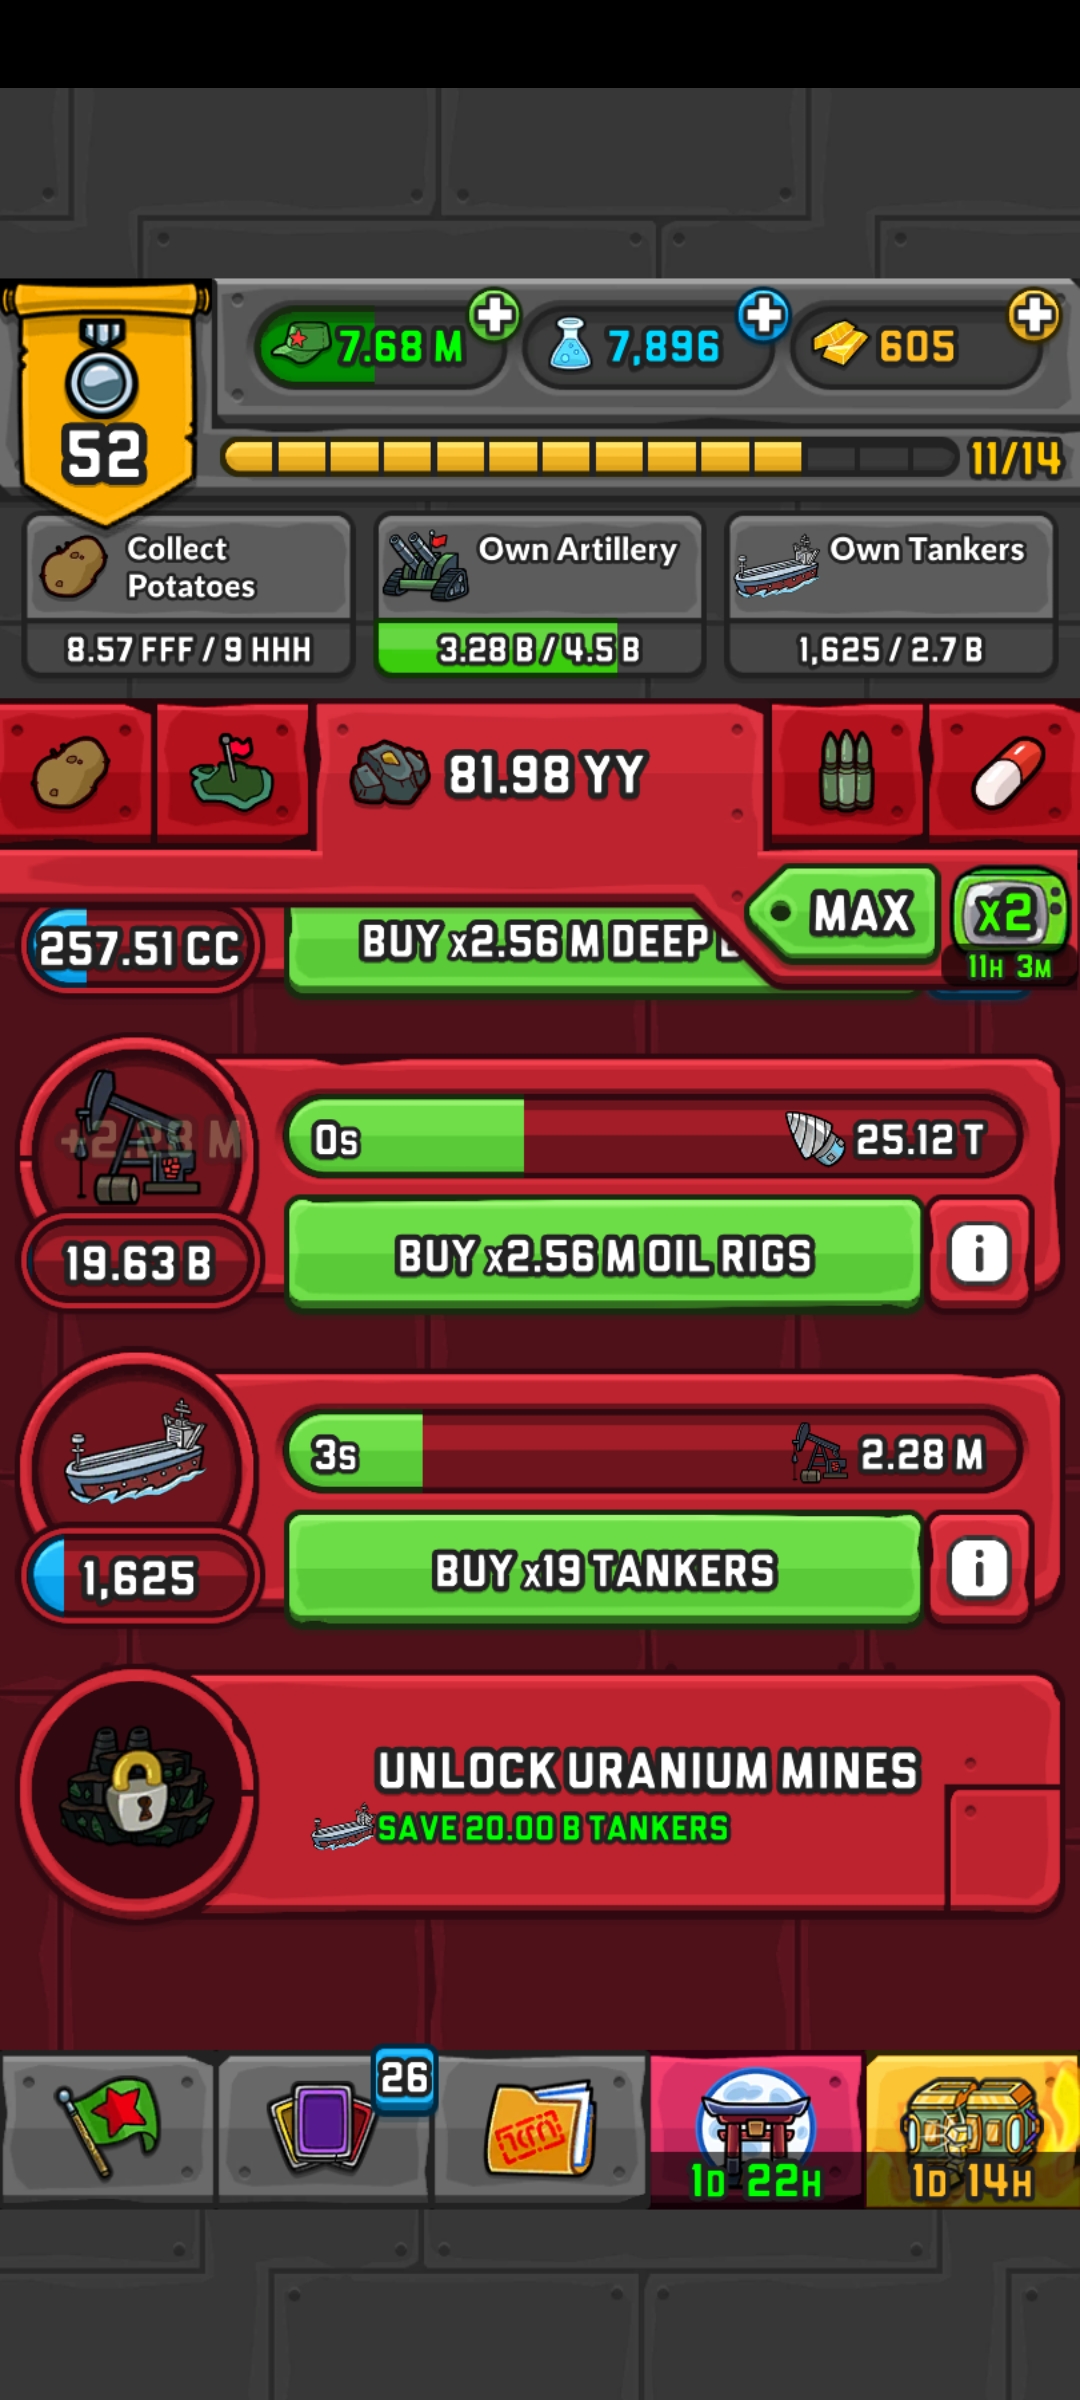 7.68 M
7,896
605
52
11/14
Collect
Potatoes
8.57 FFF / 9 HHH
Own Artillery
3.28 B / 4.5 B
Own Tankers
1,625 / 2.7 B
81.98 YY
MAX
x2
11H 3M
257.51 CC
BUY x2.56 M DEEP
+2.28 M
0s
25.12 T
19.63 B
BUY x2.56 M OIL RIGS
i
3s
2.28 M
1,625
BUY x19 TANKERS
i
UNLOCK URANIUM MINES
SAVE 20.00 B TANKERS
26
1D 22H
1D 14H